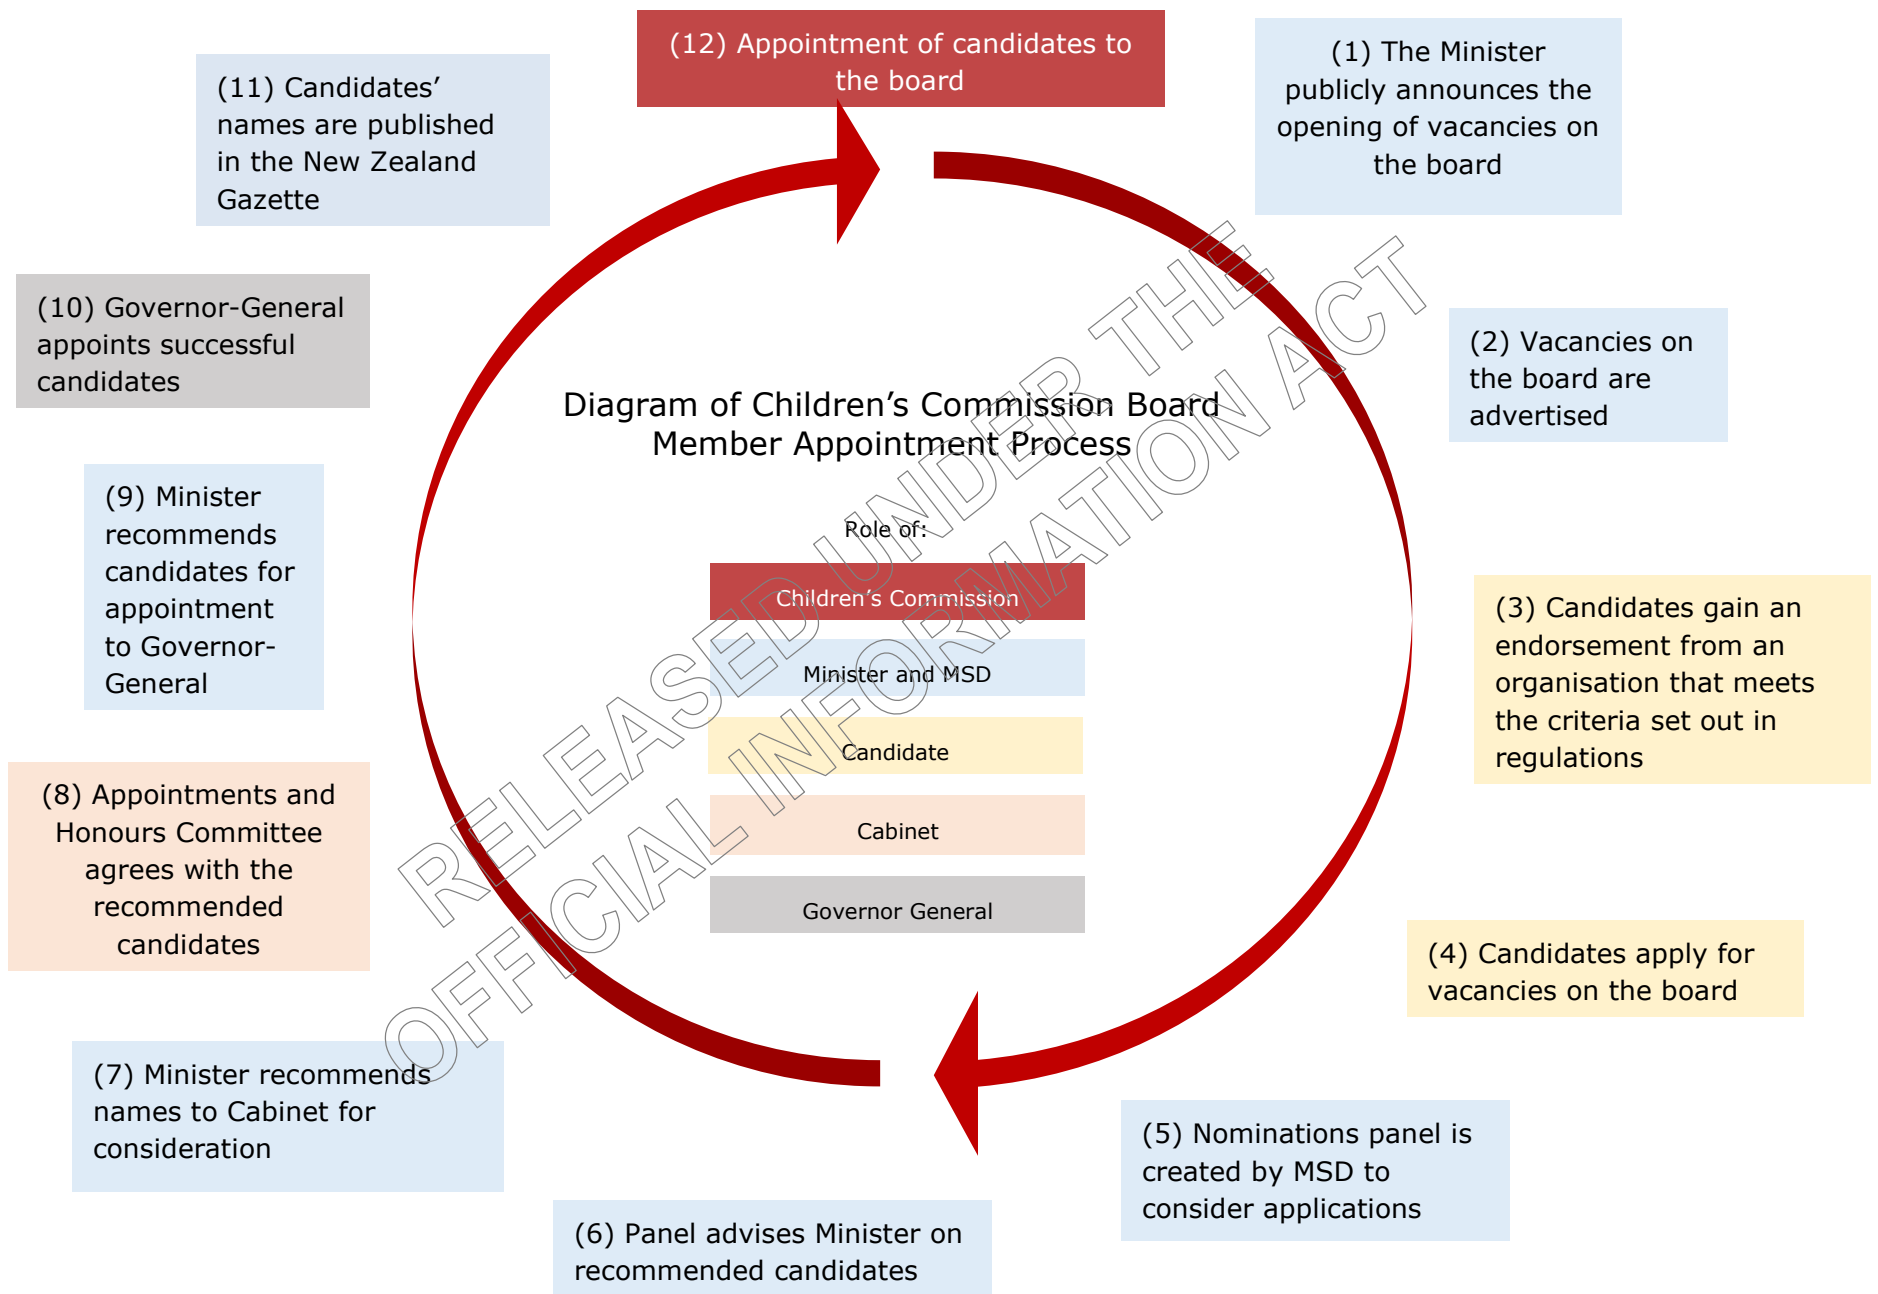 (12) Appointment of candidates to
the board
(1) The Minister
publicly announces the
opening of vacancies on
the board
(2) Vacancies on
the board are
advertised
(3) Candidates gain an
endorsement from an
organisation that meets
the criteria set out in
regulations
(4) Candidates apply for
vacancies on the board
(5) Nominations panel is
created by MSD to
consider applications
(6) Panel advises Minister on
recommended candidates
(7) Minister recommends
names to Cabinet for
consideration
(8) Appointments and
Honours Committee
agrees with the
recommended
candidates
(9) Minister
recommends
candidates for
appointment
to Governor-
General
(10) Governor-General
appoints successful
candidates
(11) Candidates’
names are published
in the New Zealand
Gazette
Diagram of Children’s Commission Board
Member Appointment Process
Role of:
Children’s Commission
Minister and MSD
Candidate
Cabinet
Governor General
RELEASED UNDER THE
OFFICIAL INFORMATION ACT